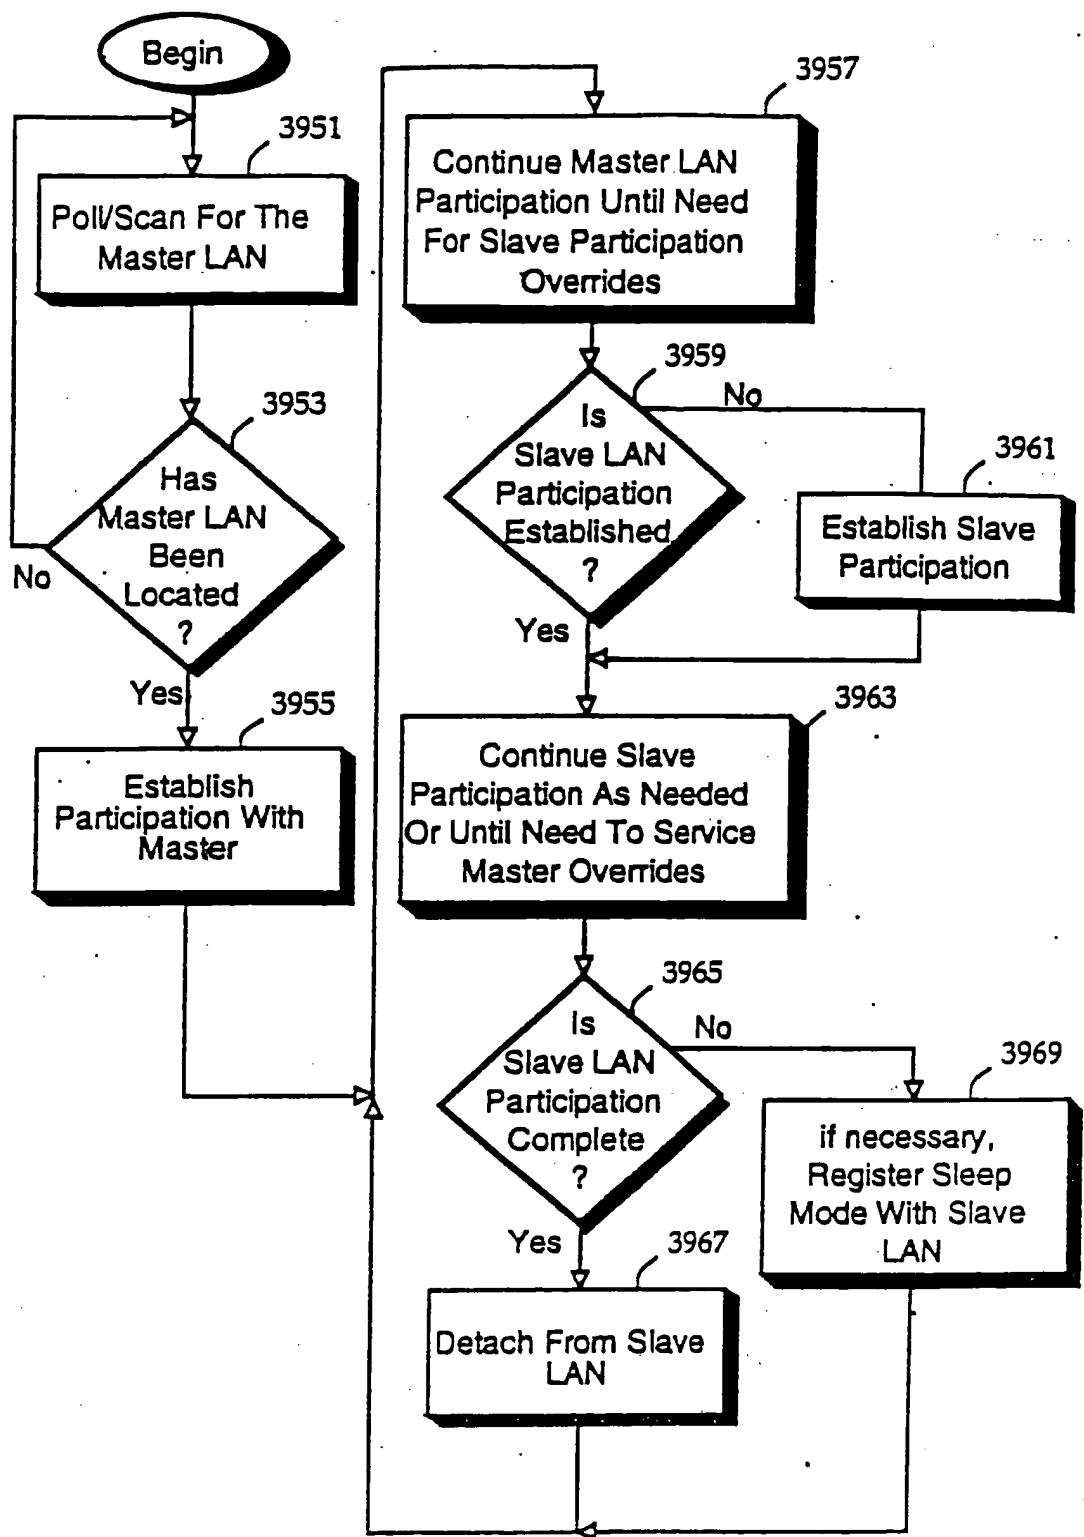 Begin
3951
Poll/Scan For The
Master LAN
3953
Has
Master LAN
Been
Located
?
No
Yes
3955
Establish
Participation With
Master
3957
Continue Master LAN
Participation Until Need
For Slave Participation
Overrides
3959
Is
Slave LAN
Participation
Established
?
No
Yes
3961
Establish Slave
Participation
3963
Continue Slave
Participation As Needed
Or Until Need To Service
Master Overrides
3965
Is
Slave LAN
Participation
Complete
?
No
Yes
3967
Detach From Slave
LAN
3969
if necessary,
Register Sleep
Mode With Slave
LAN